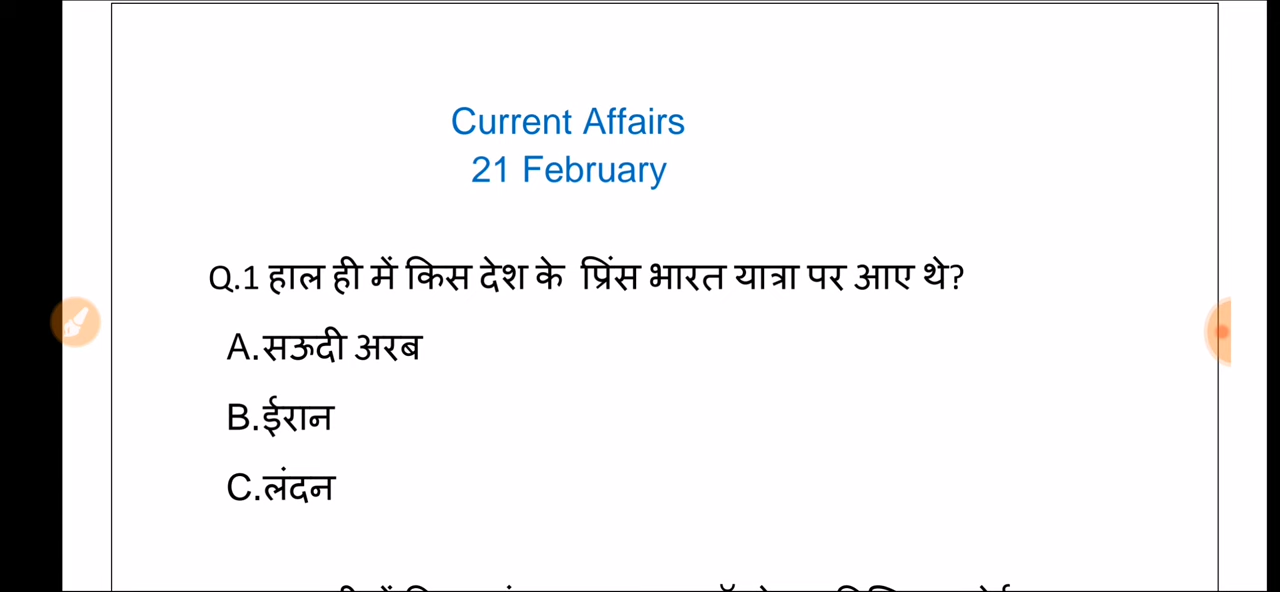 Current Affairs
21 February
Q.1 हाल ही में किस देश के प्रिंस भारत यात्रा पर आए थे?
A.सऊदी अरब
B.ईरान
C.लंदन